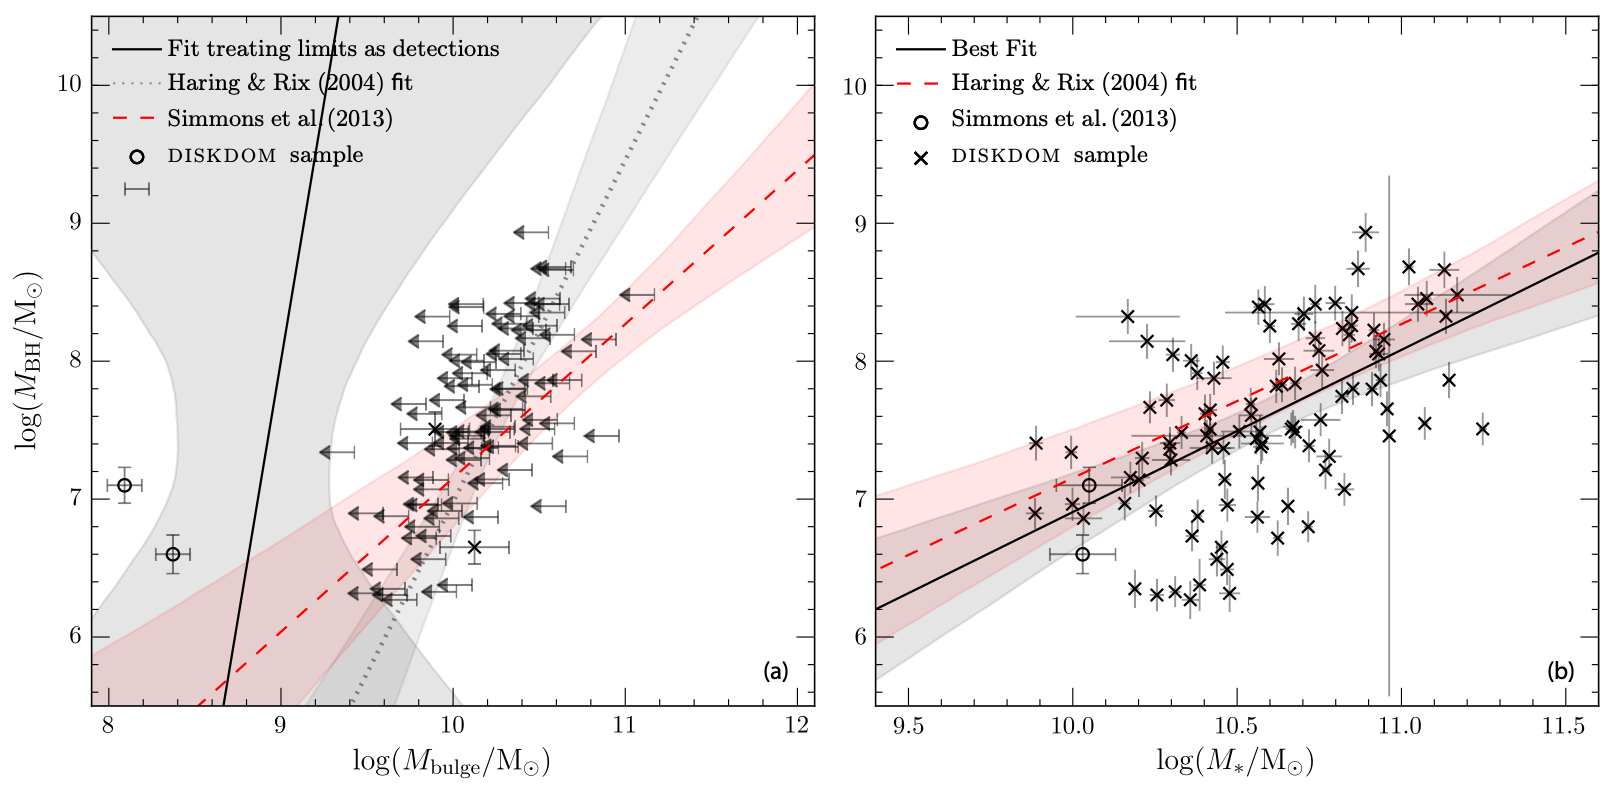 Fit treating limits as detections
Haring & Rix (2004) fit
Simmons et al. (2013)
DISKDOM sample
10
9
8
7
6
log(M_BH/M_⊙)
8 9 10 11 12
log(M_bulge/M_⊙)
(a)
Best Fit
Haring & Rix (2004) fit
Simmons et al. (2013)
DISKDOM sample
10
9
8
7
6
9.5 10.0 10.5 11.0 11.5
log(M_*/M_⊙)
(b)